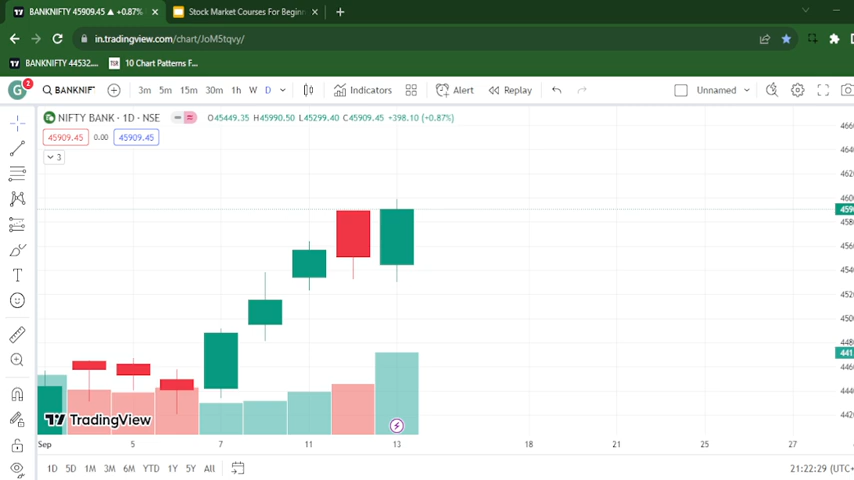 BANKNIFTY 45909.45 ▲ +0.87%
Stock Market Courses For Beginn
in.tradingview.com/chart/JoM5tqvy/
BANKNIFTY 44532....
10 Chart Patterns F...
G 2 BANKNIF 3m 5m 15m 30m 1h W D Indicators Alert Replay Unnamed
NIFTY BANK · 1D · NSE O45449.35 H45990.50 L45299.40 C45909.45 +398.10 (+0.87%)
45909.45 0.00 45909.45
3
TradingView
Sep 5 7 11 13 18 21 25 27
1D 5D 1M 3M 6M YTD 1Y 5Y All 21:22:29